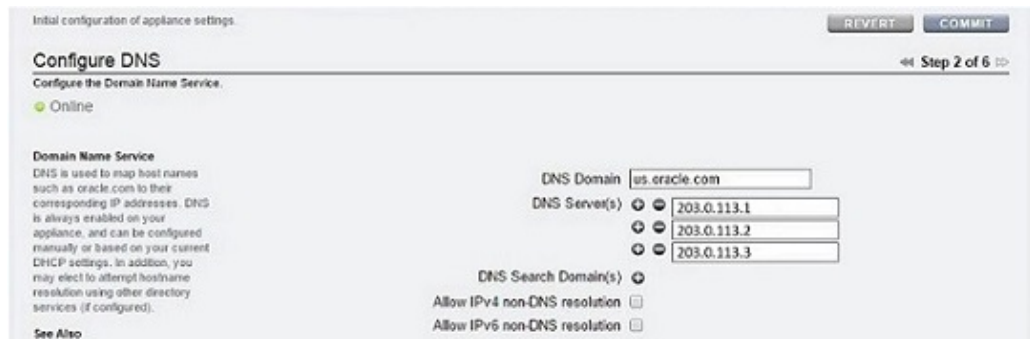 Initial configuration of appliance settings.
REVERT COMMIT
Configure DNS
Step 2 of 6
Configure the Domain Name Service.
Online
Domain Name Service
DNS is used to map host names
such as oracle.com to their
corresponding IP addresses. DNS
is always enabled on your
appliance, and can be configured
manually or based on your current
DHCP settings. In addition, you
may elect to attempt hostname
resolution using other directory
services (if configured).
See Also
DNS Domain us.oracle.com
DNS Server(s) 203.0.113.1
203.0.113.2
203.0.113.3
DNS Search Domain(s)
Allow IPv4 non-DNS resolution
Allow IPv6 non-DNS resolution